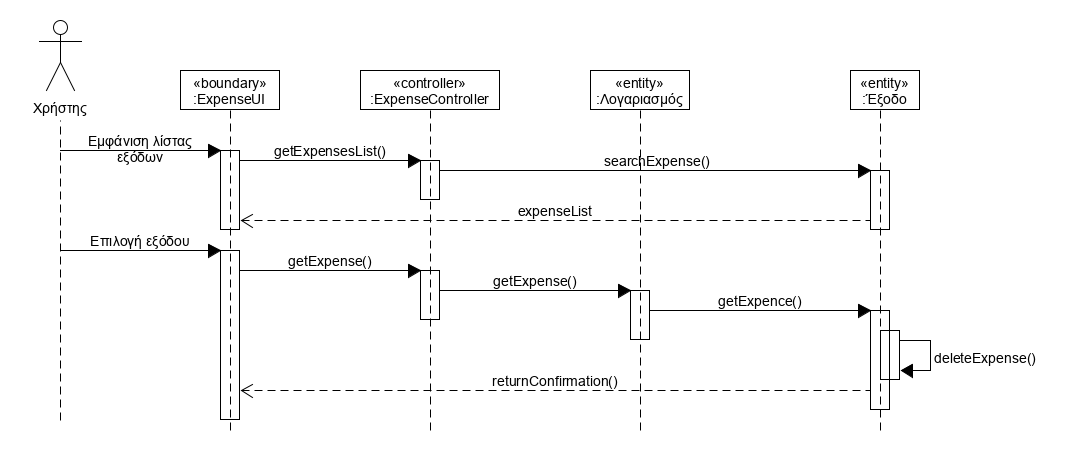 «boundary»
:ExpenseUI
«controller»
:ExpenseController
«entity»
:Λογαριασμός
«entity»
:Έξοδο
Χρήστης
Εμφάνιση λίστας
εξόδων
getExpensesList()
searchExpense()
expenseList
Επιλογή εξόδου
getExpense()
getExpense()
getExpence()
deleteExpense()
returnConfirmation()